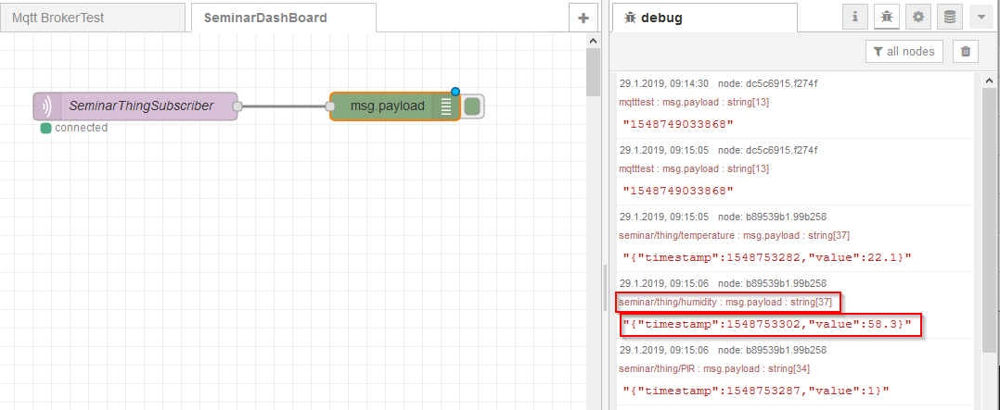 Mqtt BrokerTest
SeminarDashBoard
SeminarThingSubscriber
connected
msg.payload
debug
all nodes
29.1.2019, 09:14:30 node: dc5c6915.f274f
mqtttest : msg.payload : string[13]
"1548749033868"
29.1.2019, 09:15:05 node: dc5c6915.f274f
mqtttest : msg.payload : string[13]
"1548749033868"
29.1.2019, 09:15:05 node: b89539b1.99b258
seminar/thing/temperature : msg.payload : string[37]
"{"timestamp":1548753282,"value":22.1}"
29.1.2019, 09:15:06 node: b89539b1.99b258
seminar/thing/humidity : msg.payload : string[37]
"{"timestamp":1548753302,"value":58.3}"
29.1.2019, 09:15:06 node: b89539b1.99b258
seminar/thing/PIR : msg.payload : string[34]
"{"timestamp":1548753287,"value":1}"